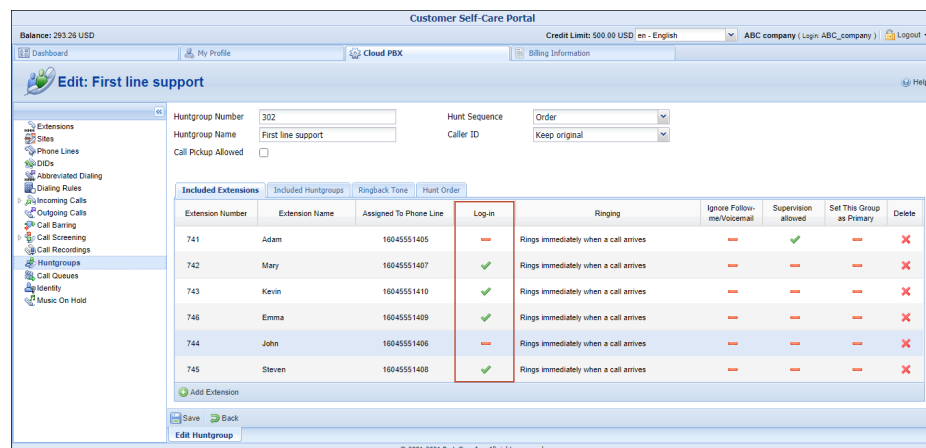 Customer Self-Care Portal
Balance: 293.26 USD Credit Limit: 500.00 USD en - English ABC company ( Login: ABC_company ) Logout
Dashboard My Profile Cloud PBX Billing Information
Edit: First line support Help
Extensions
Sites
Phone Lines
DIDs
Abbreviated Dialing
Dialing Rules
Incoming Calls
Outgoing Calls
Call Barring
Call Screening
Call Recordings
Huntgroups
Call Queues
Identity
Music On Hold
Huntgroup Number 302 Hunt Sequence Order
Huntgroup Name First line support Caller ID Keep original
Call Pickup Allowed
Included Extensions Included Huntgroups Ringback Tone Hunt Order
Extension Number Extension Name Assigned To Phone Line Log-in Ringing Ignore Follow-me/Voicemail Supervision allowed Set This Group as Primary Delete
741 Adam 16045551405 Rings immediately when a call arrives
742 Mary 16045551407 Rings immediately when a call arrives
743 Kevin 16045551410 Rings immediately when a call arrives
746 Emma 16045551409 Rings immediately when a call arrives
744 John 16045551406 Rings immediately when a call arrives
745 Steven 16045551408 Rings immediately when a call arrives
Add Extension
Save Back
Edit Huntgroup